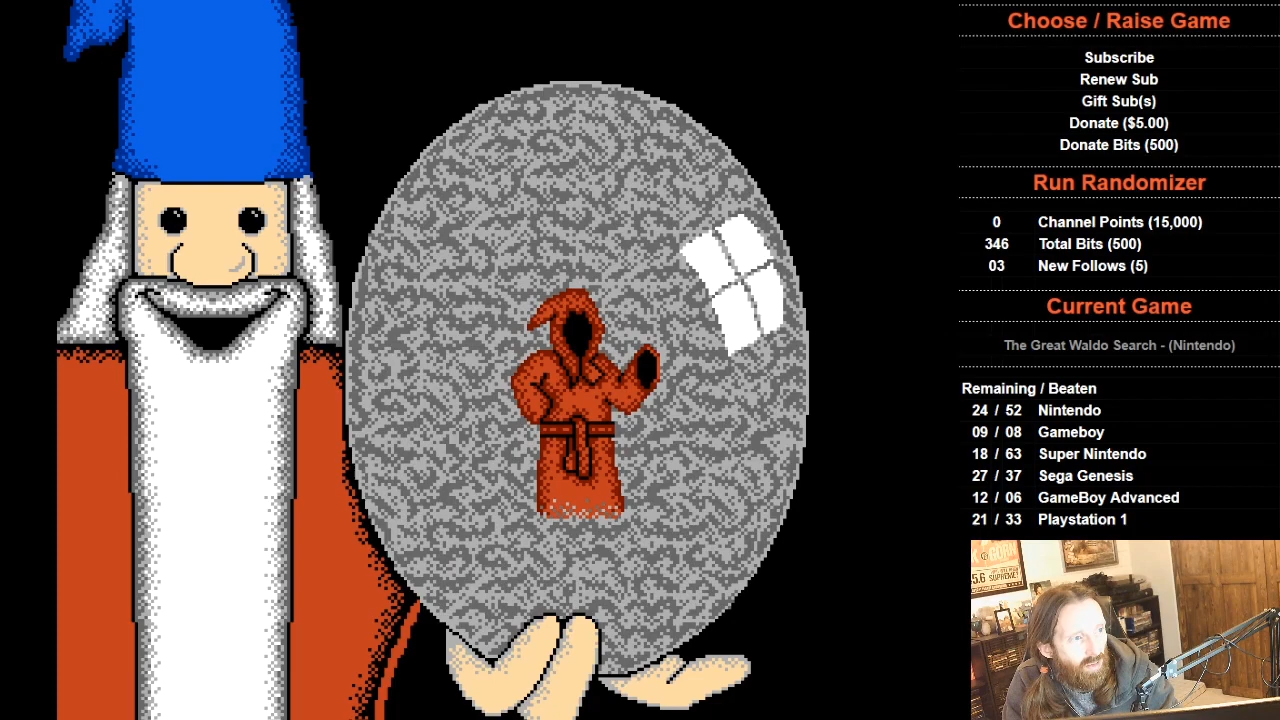 Choose / Raise Game
Subscribe
Renew Sub
Gift Sub(s)
Donate ($5.00)
Donate Bits (500)
Run Randomizer
0 Channel Points (15,000)
346 Total Bits (500)
03 New Follows (5)
Current Game
The Great Waldo Search - (Nintendo)
Remaining / Beaten
24 / 52 Nintendo
09 / 08 Gameboy
18 / 63 Super Nintendo
27 / 37 Sega Genesis
12 / 06 GameBoy Advanced
21 / 33 Playstation 1